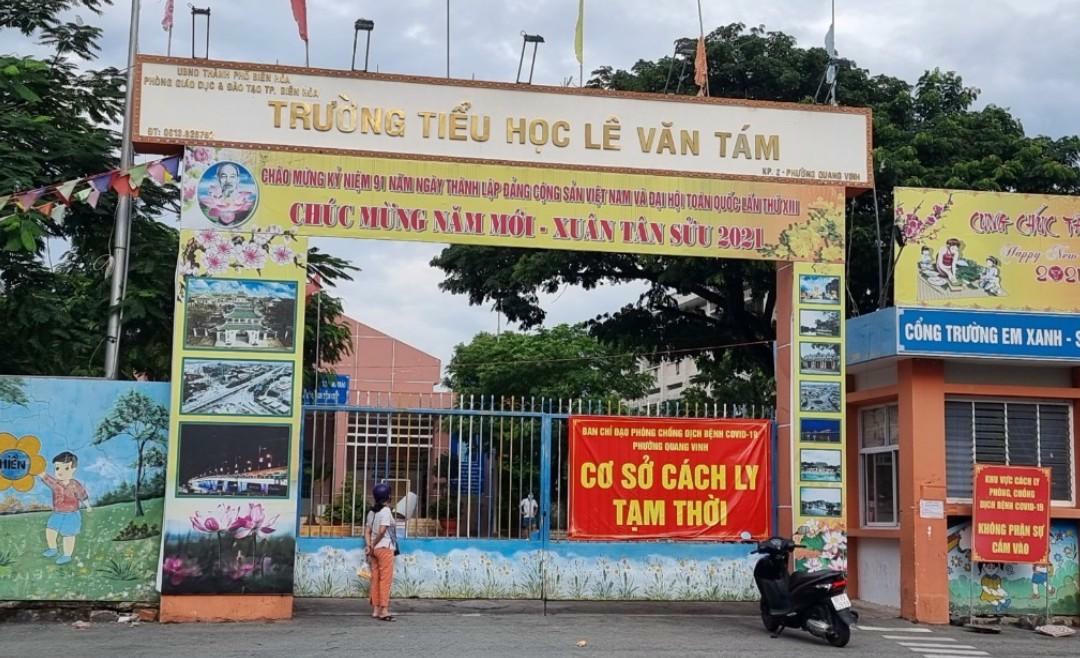 UBND THÀNH PHỐ BIÊN HÒA
PHÒNG GIÁO DỤC & ĐÀO TẠO TP. BIÊN HÒA
TRƯỜNG TIỂU HỌC LÊ VĂN TÁM
KP. 2 - PHƯỜNG QUANG VINH
CHÀO MỪNG KỶ NIỆM 91 NĂM NGÀY THÀNH LẬP ĐẢNG CỘNG SẢN VIỆT NAM VÀ ĐẠI HỘI TOÀN QUỐC LẦN THỨ XIII
CHÚC MỪNG NĂM MỚI - XUÂN TÂN SỬU 2021
CUNG CHÚC
Happy New
2021
CỔNG TRƯỜNG EM XANH - S
BAN CHỈ ĐẠO PHÒNG CHỐNG DỊCH BỆNH COVID-19
PHƯỜNG QUANG VINH
CƠ SỞ CÁCH LY
TẠM THỜI
KHU VỰC CÁCH LY
PHÒNG, CHỐNG
DỊCH BỆNH COVID-19
KHÔNG PHẬN SỰ
CẤM VÀO
HIỀN